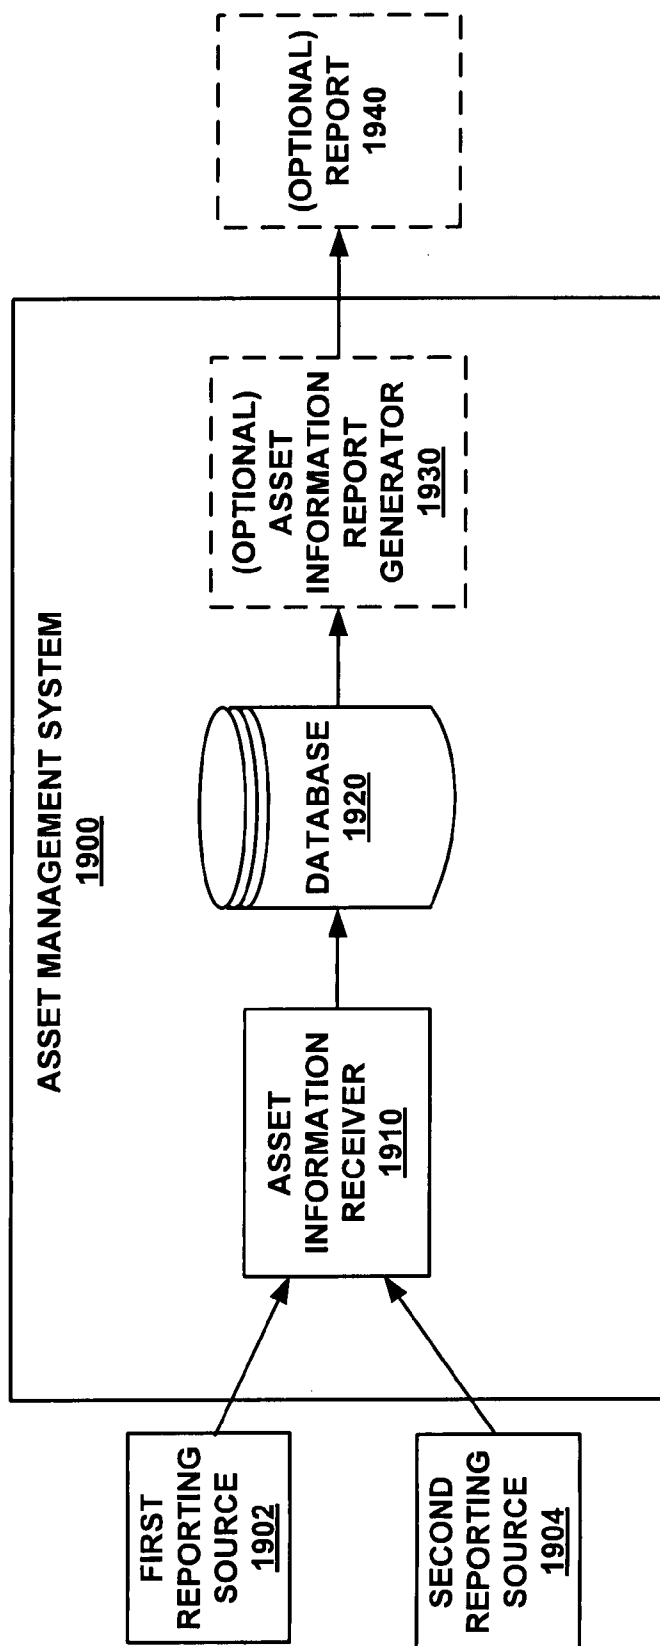 ASSET MANAGEMENT SYSTEM
1900
FIRST
REPORTING
SOURCE
1902
SECOND
REPORTING
SOURCE
1904
ASSET
INFORMATION
RECEIVER
1910
DATABASE
1920
(OPTIONAL)
ASSET
INFORMATION
REPORT
GENERATOR
1930
(OPTIONAL)
REPORT
1940